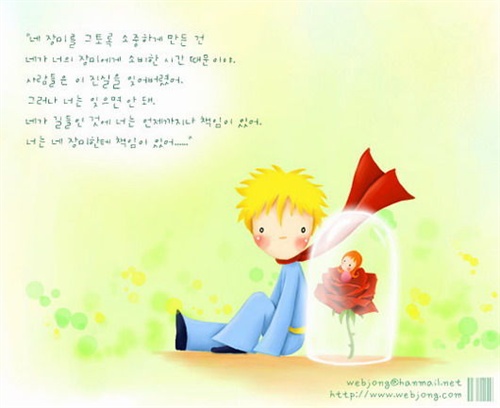 "네 장미를 그토록 소중하게 만든 건
네가 너의 장미에게 소비한 시간 때문이야.
사람들은 이 진실을 잊어버렸어.
그러나 너는 잊으면 안 돼.
네가 길들인 것에 너는 언제까지나 책임이 있어.
너는 네 장미한테 책임이 있어......"
webjong@hanmail.net
http://www.webjong.com